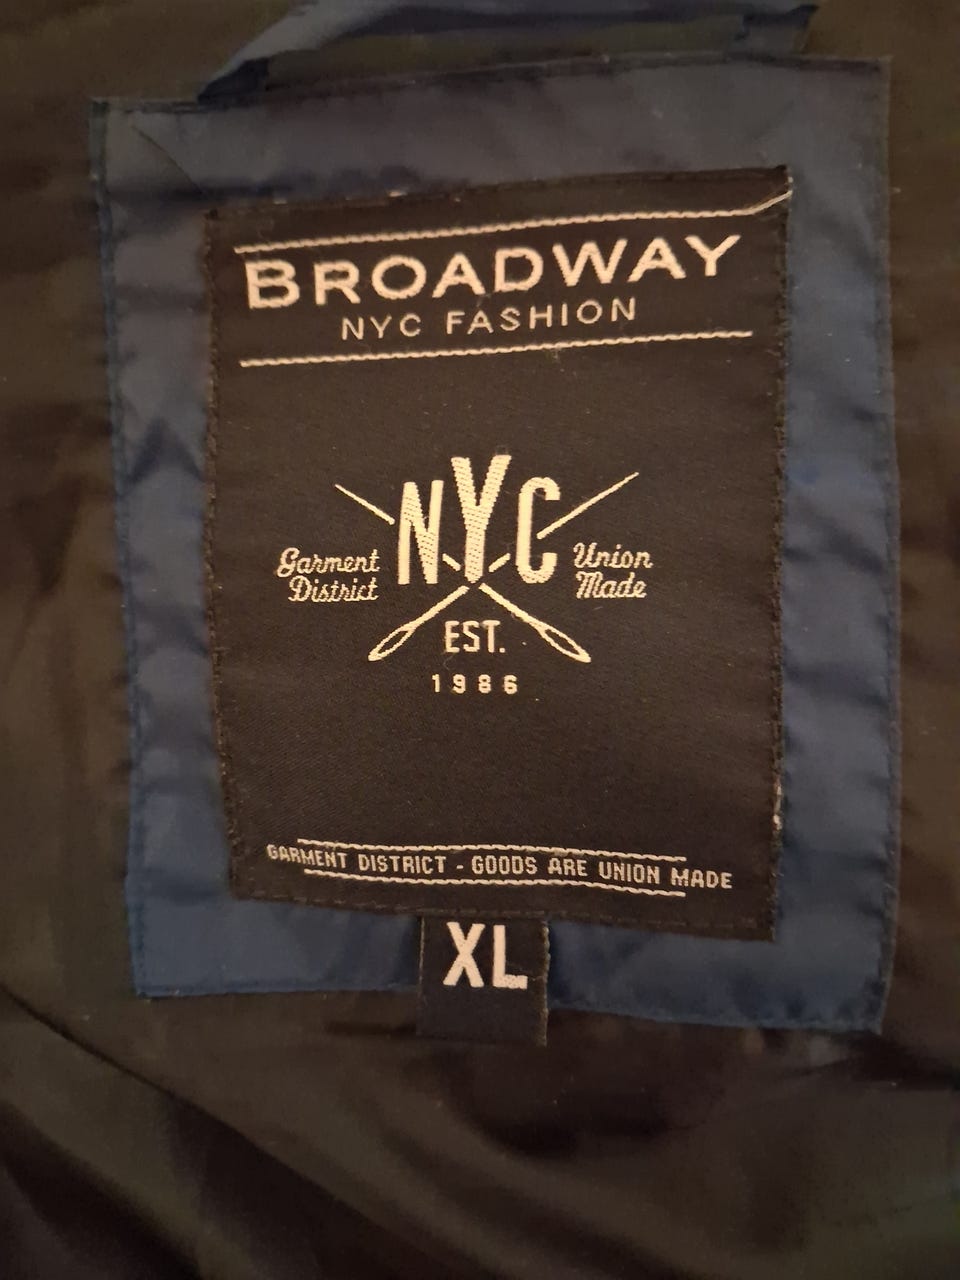 BROADWAY
NYC FASHION
NYC
Garment
District
Union
Made
EST.
1986
GARMENT DISTRICT - GOODS ARE UNION MADE
XL